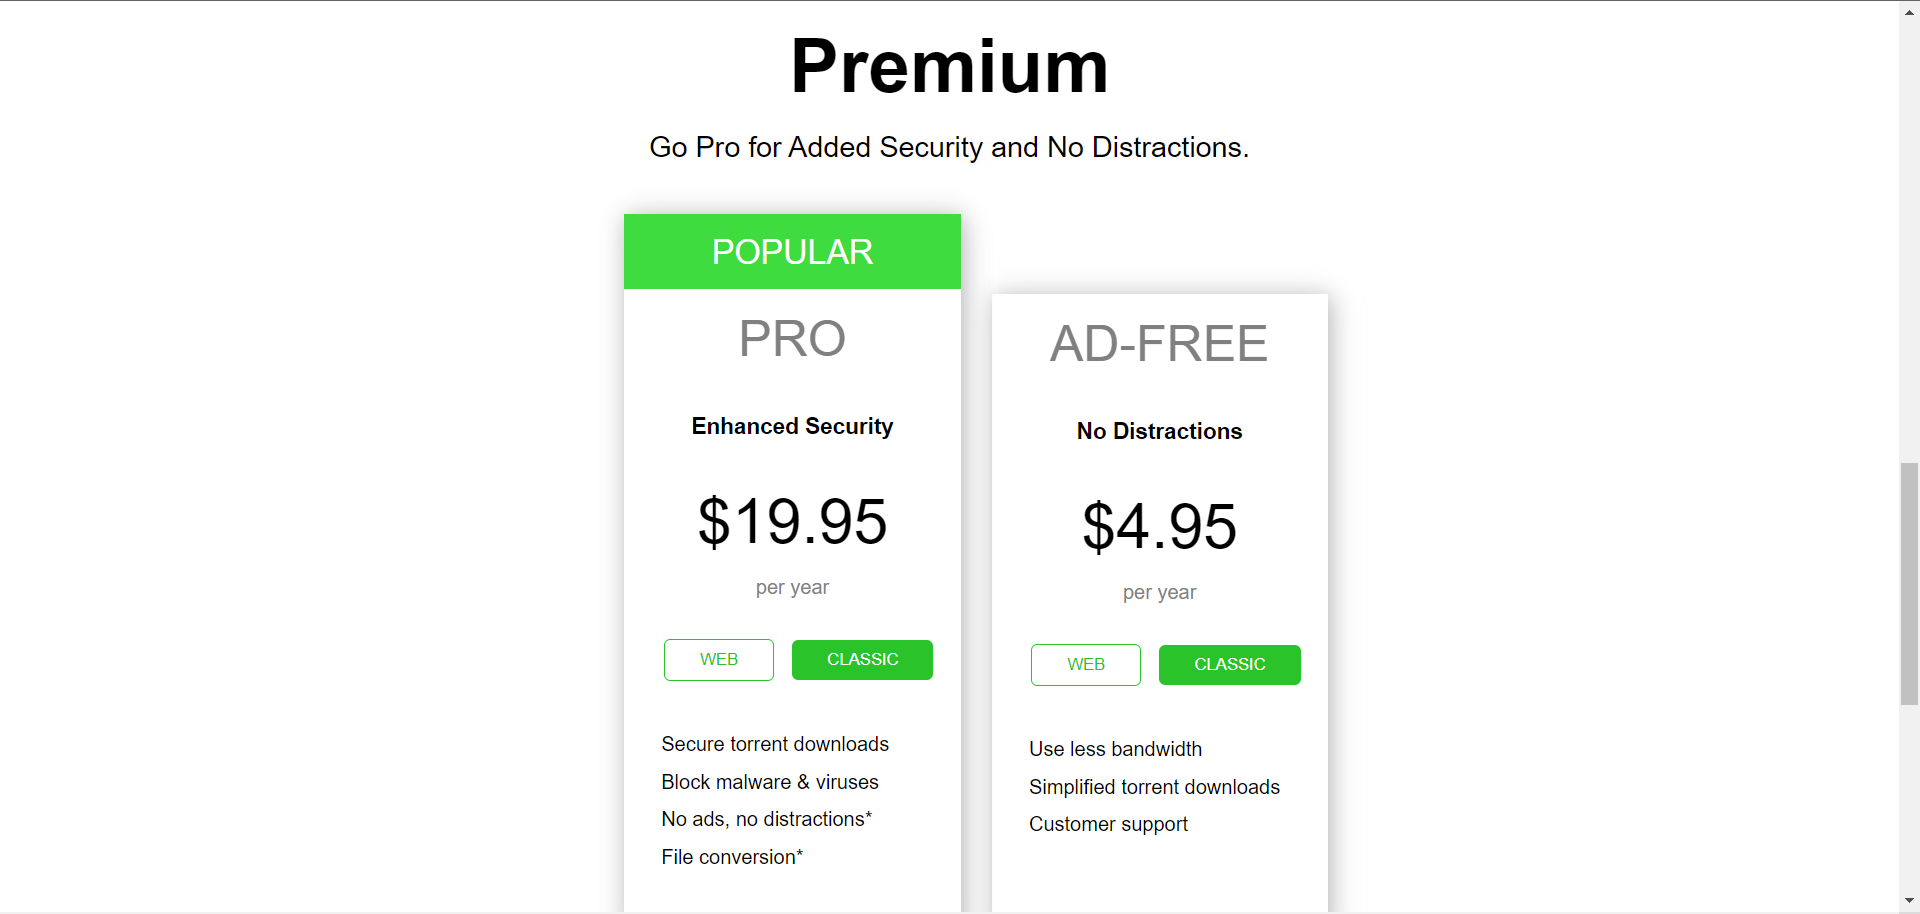 Premium
Go Pro for Added Security and No Distractions.
POPULAR
PRO
Enhanced Security
$19.95
per year
WEB
CLASSIC
Secure torrent downloads
Block malware & viruses
No ads, no distractions*
File conversion*
AD-FREE
No Distractions
$4.95
per year
WEB
CLASSIC
Use less bandwidth
Simplified torrent downloads
Customer support